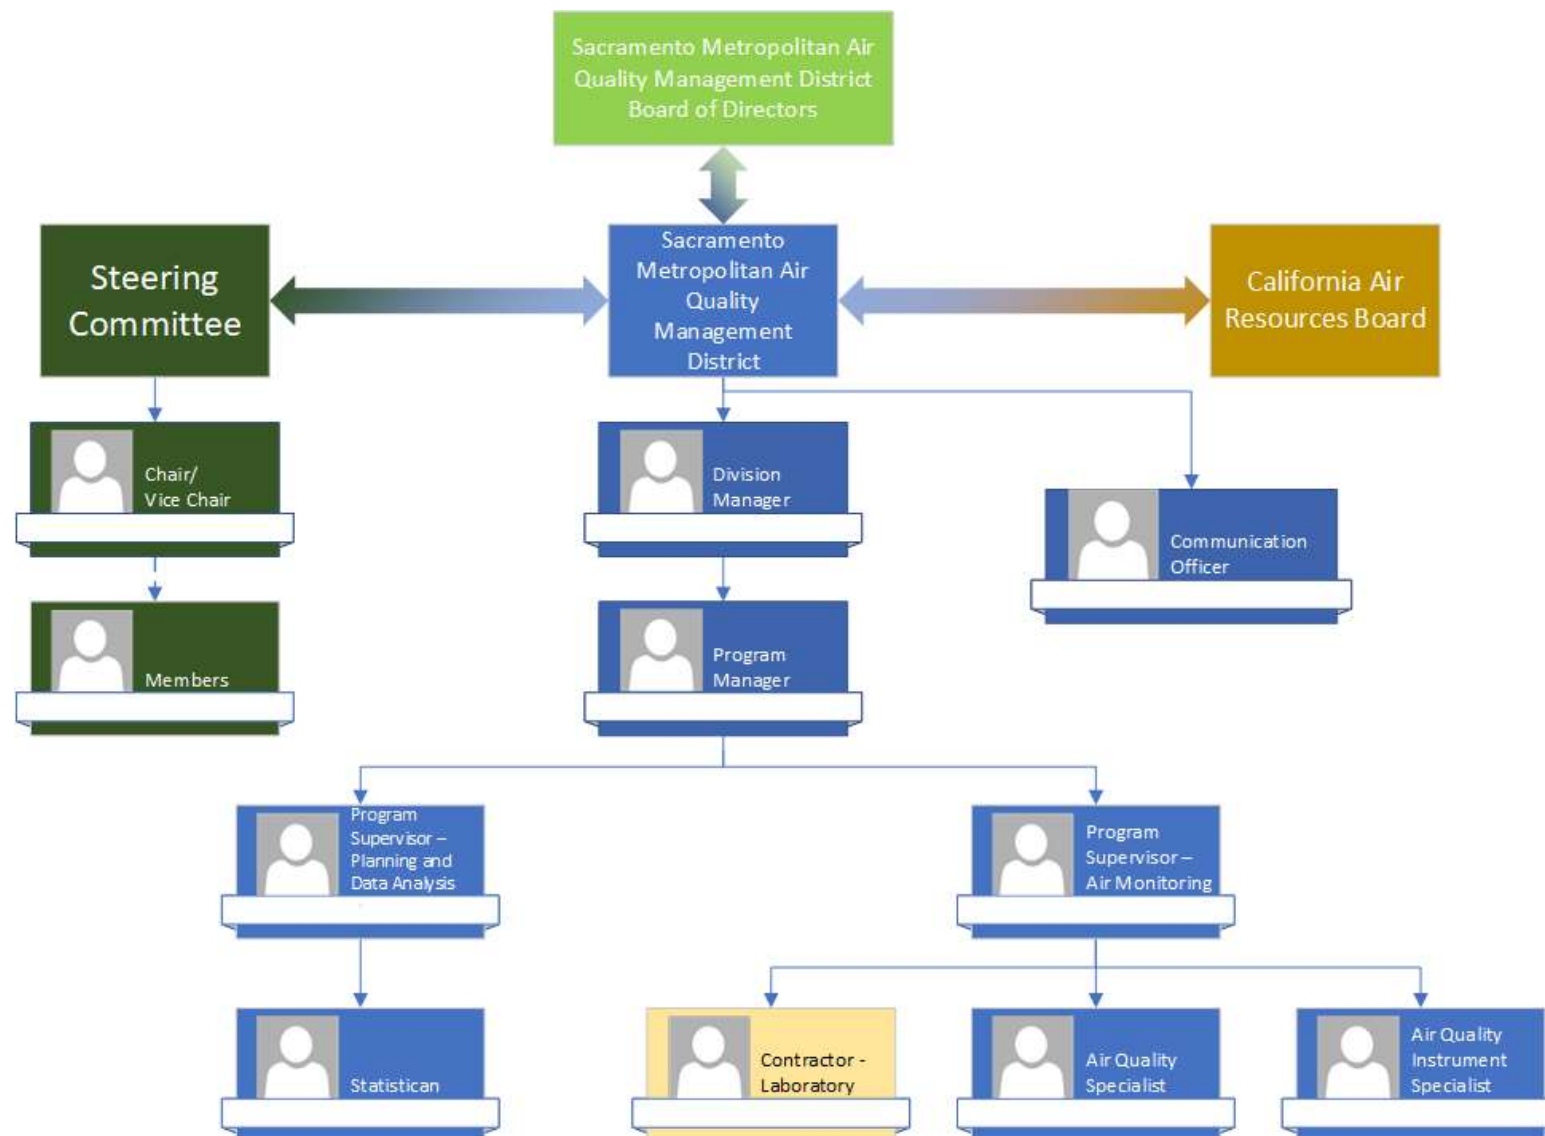 Sacramento Metropolitan Air
Quality Management District
Board of Directors
Steering
Committee
Sacramento
Metropolitan Air
Quality
Management
District
California Air
Resources Board
Chair/
Vice Chair
Division
Manager
Communication
Officer
Members
Program
Manager
Program
Supervisor –
Planning and
Data Analysis
Program
Supervisor –
Air Monitoring
Statistican
Contractor -
Laboratory
Air Quality
Specialist
Air Quality
Instrument
Specialist